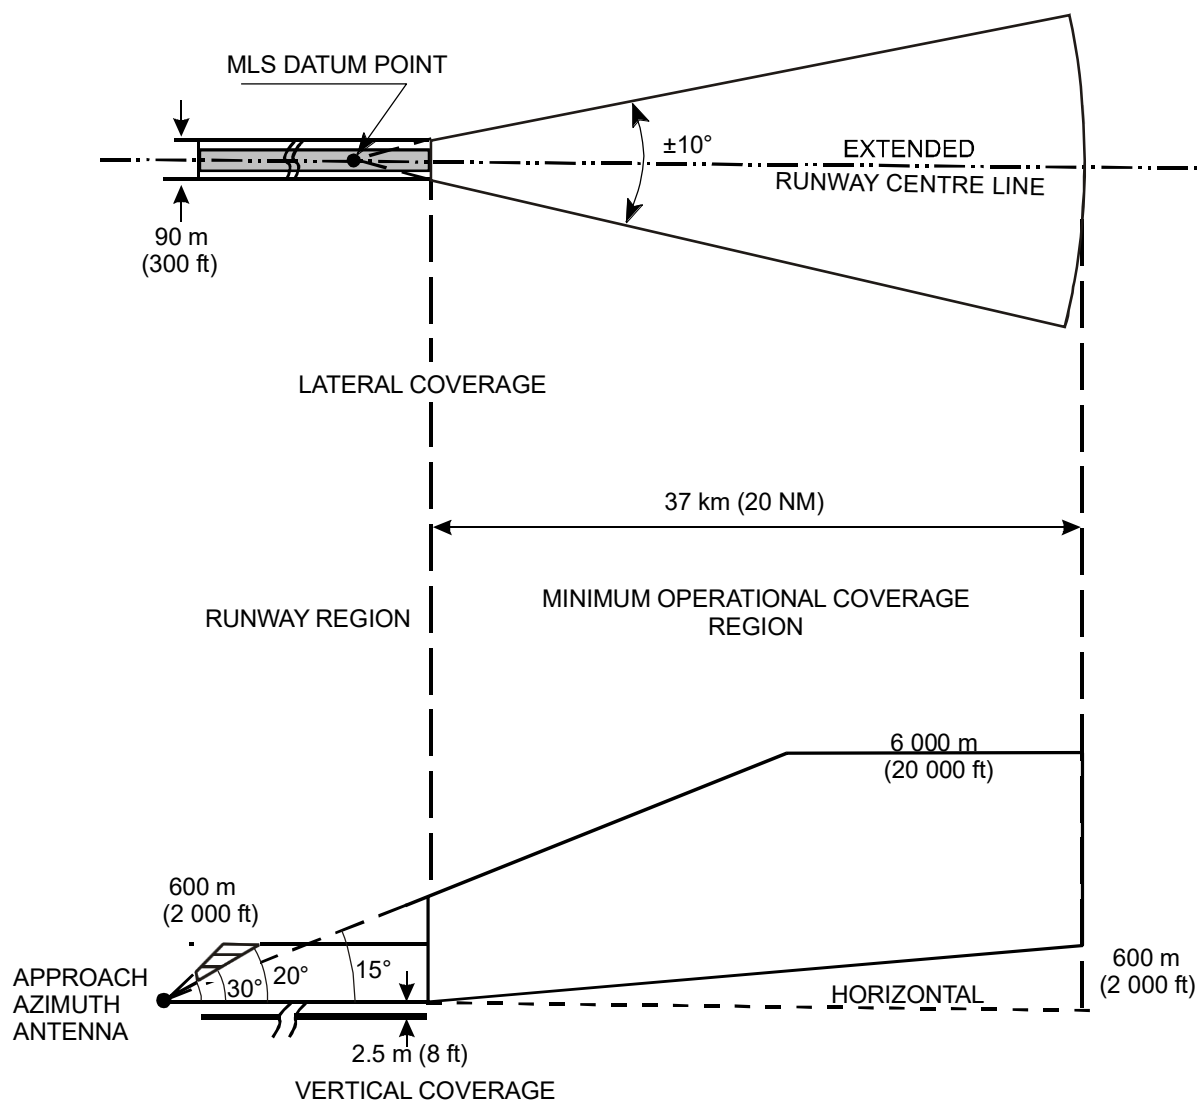 MLS DATUM POINT
±10°
EXTENDED
RUNWAY CENTRE LINE
90 m
(300 ft)
LATERAL COVERAGE
37 km (20 NM)
RUNWAY REGION
MINIMUM OPERATIONAL COVERAGE
REGION
6 000 m
(20 000 ft)
600 m
(2 000 ft)
15°
20°
30°
APPROACH
AZIMUTH
ANTENNA
600 m
(2 000 ft)
HORIZONTAL
2.5 m (8 ft)
VERTICAL COVERAGE